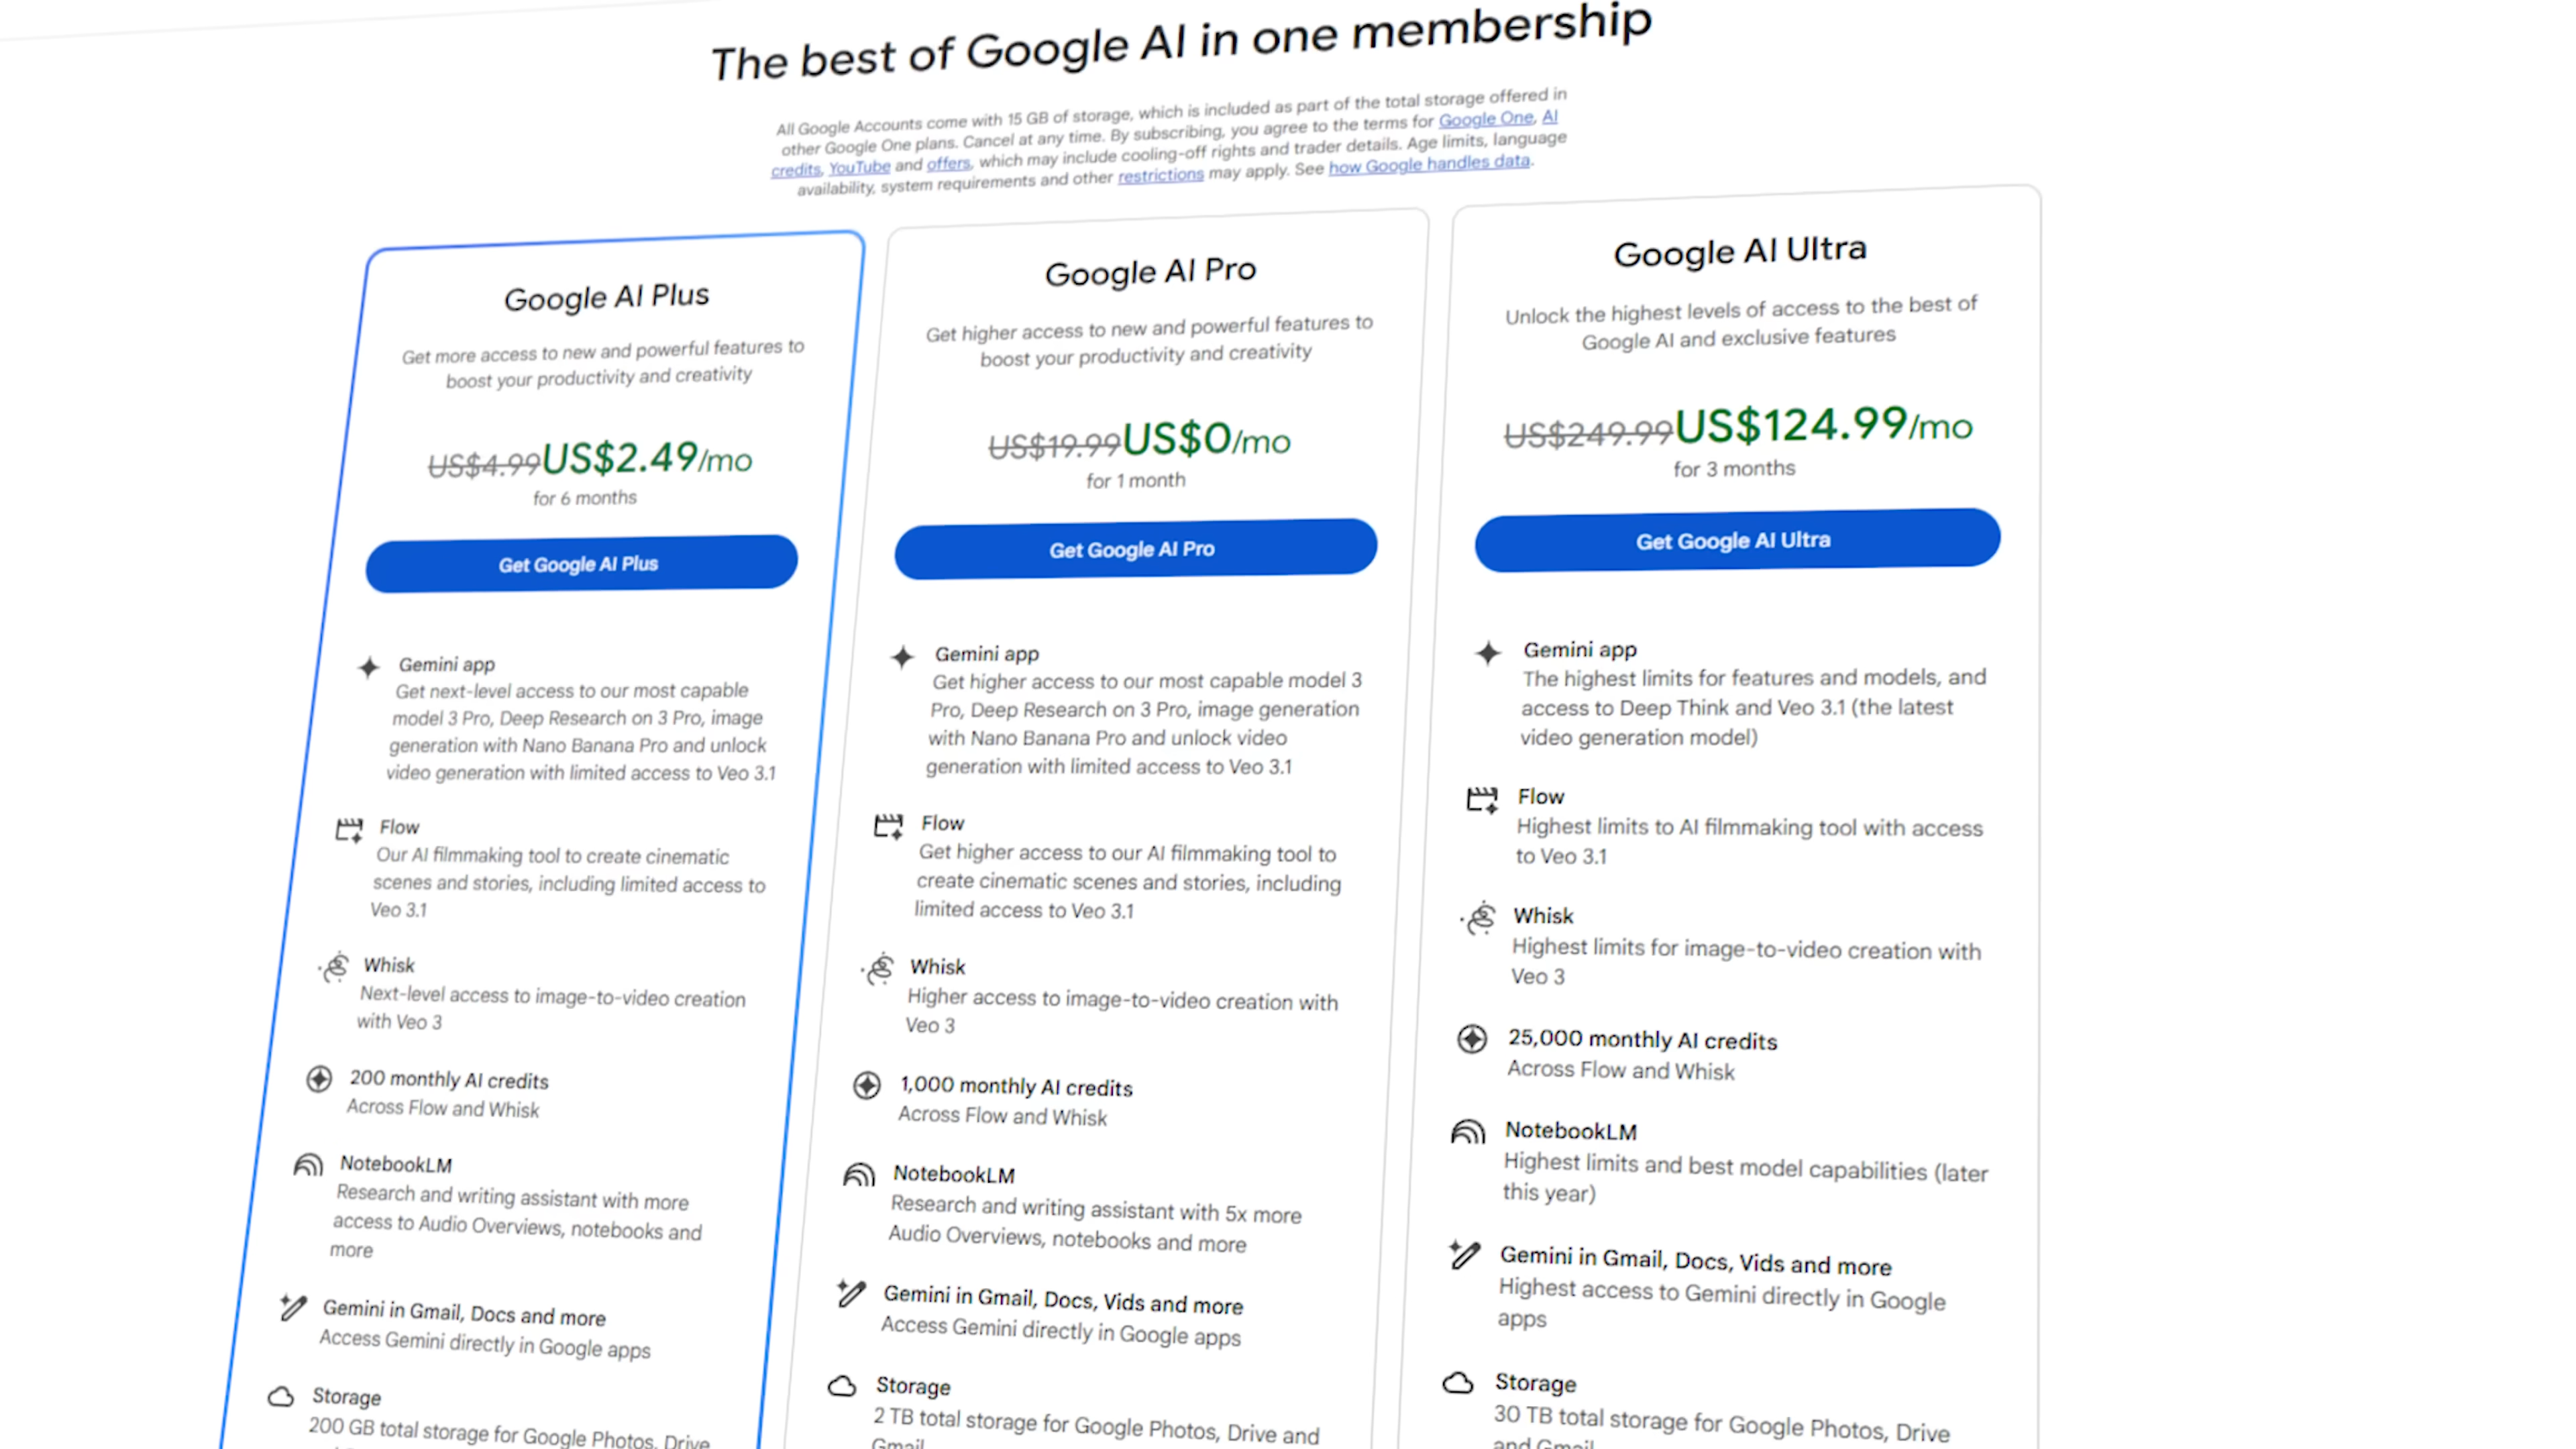 The best of Google AI in one membership
All Google Accounts come with 15 GB of storage, which is included as part of the total storage offered in
other Google One plans. Cancel at any time. By subscribing, you agree to the terms for Google One, AI
credits, YouTube and offers, which may include cooling-off rights and trader details. Age limits, language
availability, system requirements and other restrictions may apply. See how Google handles data.
Google AI Plus
Get more access to new and powerful features to
boost your productivity and creativity
US$4.99 US$2.49/mo
for 6 months
Get Google AI Plus
Gemini app
Get next-level access to our most capable
model 3 Pro, Deep Research on 3 Pro, image
generation with Nano Banana Pro and unlock
video generation with limited access to Veo 3.1
Flow
Our AI filmmaking tool to create cinematic
scenes and stories, including limited access to
Veo 3.1
Whisk
Next-level access to image-to-video creation
with Veo 3
200 monthly AI credits
Across Flow and Whisk
NotebookLM
Research and writing assistant with more
access to Audio Overviews, notebooks and
more
Gemini in Gmail, Docs and more
Access Gemini directly in Google apps
Storage
200 GB total storage for Google Photos, Drive
Google AI Pro
Get higher access to new and powerful features to
boost your productivity and creativity
US$19.99 US$0/mo
for 1 month
Get Google AI Pro
Gemini app
Get higher access to our most capable model 3
Pro, Deep Research on 3 Pro, image generation
with Nano Banana Pro and unlock video
generation with limited access to Veo 3.1
Flow
Get higher access to our AI filmmaking tool to
create cinematic scenes and stories, including
limited access to Veo 3.1
Whisk
Higher access to image-to-video creation with
Veo 3
1,000 monthly AI credits
Across Flow and Whisk
NotebookLM
Research and writing assistant with 5x more
Audio Overviews, notebooks and more
Gemini in Gmail, Docs, Vids and more
Access Gemini directly in Google apps
Storage
2 TB total storage for Google Photos, Drive and
Gmail
Google AI Ultra
Unlock the highest levels of access to the best of
Google AI and exclusive features
US$249.99 US$124.99/mo
for 3 months
Get Google AI Ultra
Gemini app
The highest limits for features and models, and
access to Deep Think and Veo 3.1 (the latest
video generation model)
Flow
Highest limits to AI filmmaking tool with access
to Veo 3.1
Whisk
Highest limits for image-to-video creation with
Veo 3
25,000 monthly AI credits
Across Flow and Whisk
NotebookLM
Highest limits and best model capabilities (later
this year)
Gemini in Gmail, Docs, Vids and more
Highest access to Gemini directly in Google
apps
Storage
30 TB total storage for Google Photos, Drive
and Gmail